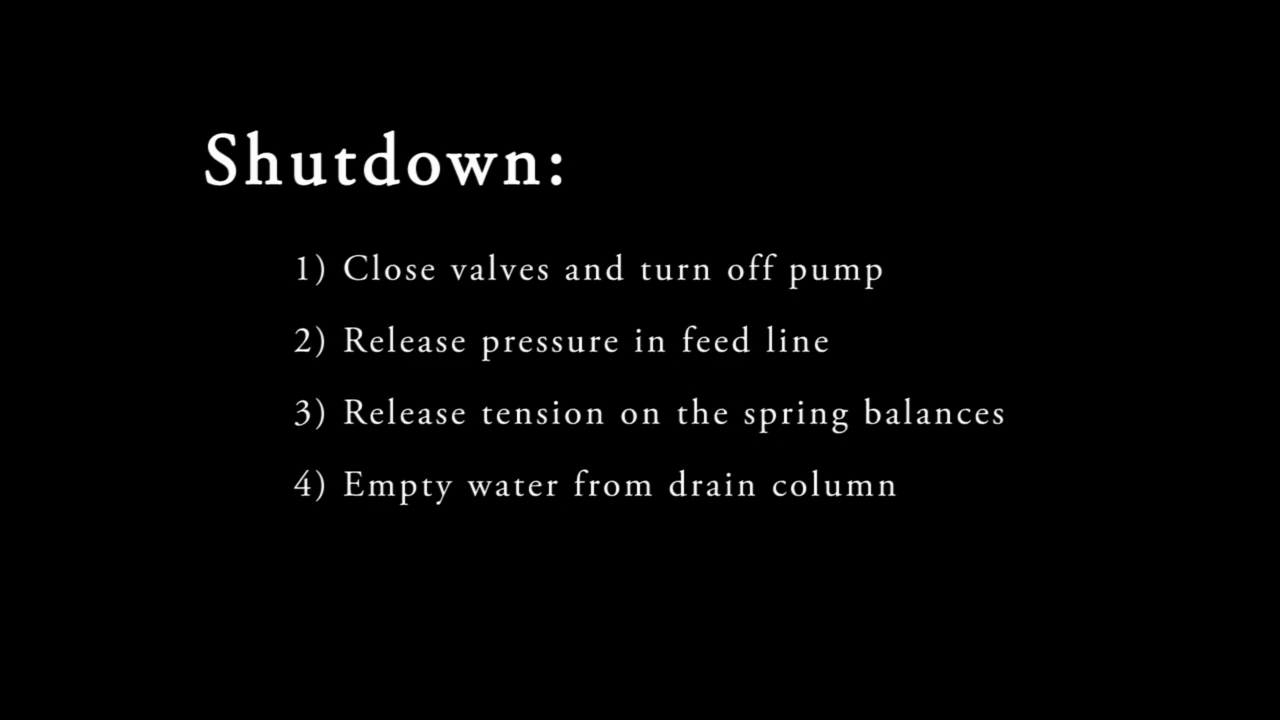 Shutdown:
1) Close valves and turn off pump
2) Release pressure in feed line
3) Release tension on the spring balances
4) Empty water from drain column